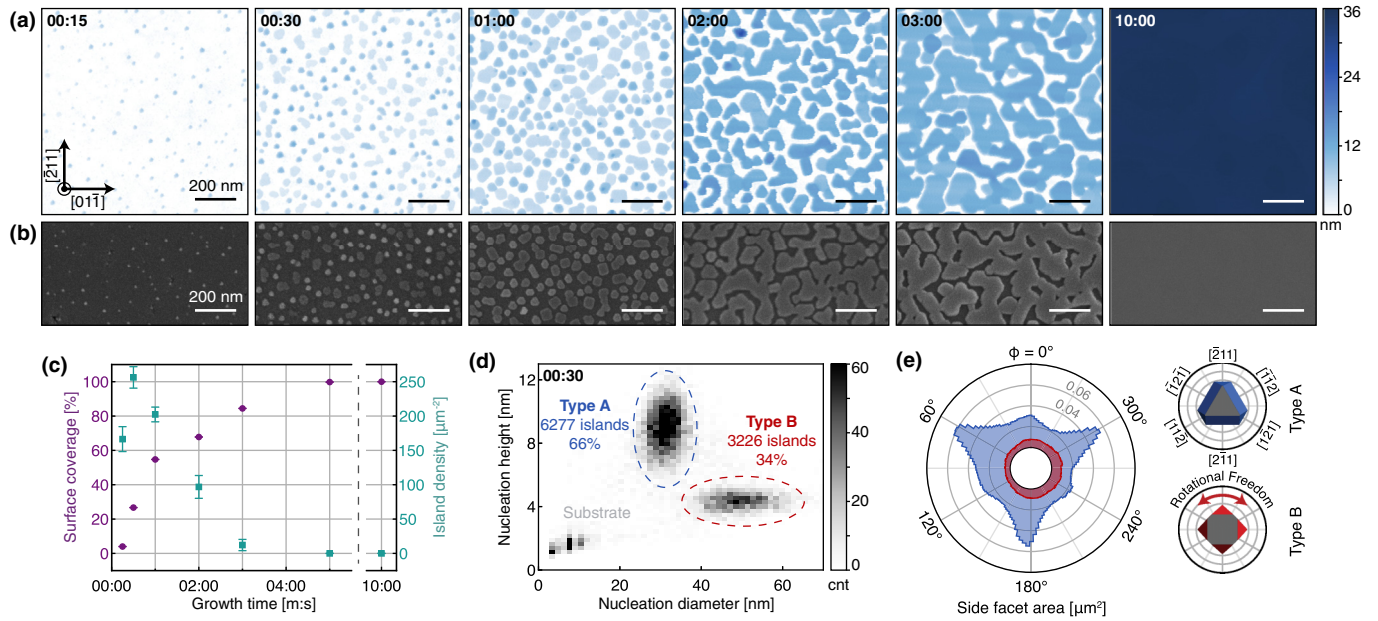 (a)
00:15
00:30
01:00
02:00
03:00
10:00
36
24
12
0
nm
[2̄11]
[011̄]
200 nm
(b)
200 nm
(c)
Surface coverage [%]
100
80
60
40
20
0
00:00
02:00
04:00
10:00
Growth time [m:s]
250
200
150
100
50
0
Island density [µm⁻²]
(d)
00:30
Nucleation height [nm]
12
8
4
0
Type A
6277 islands
66%
Type B
3226 islands
34%
Substrate
0
20
40
60
Nucleation diameter [nm]
60
40
20
0
cnt
(e)
Φ = 0°
0.06
0.04
60°
300°
120°
240°
180°
Side facet area [µm²]
[2̄11]
[1̄1̄2]
[12̄1]
[21̄1̄]
Type A
Rotational Freedom
Type B